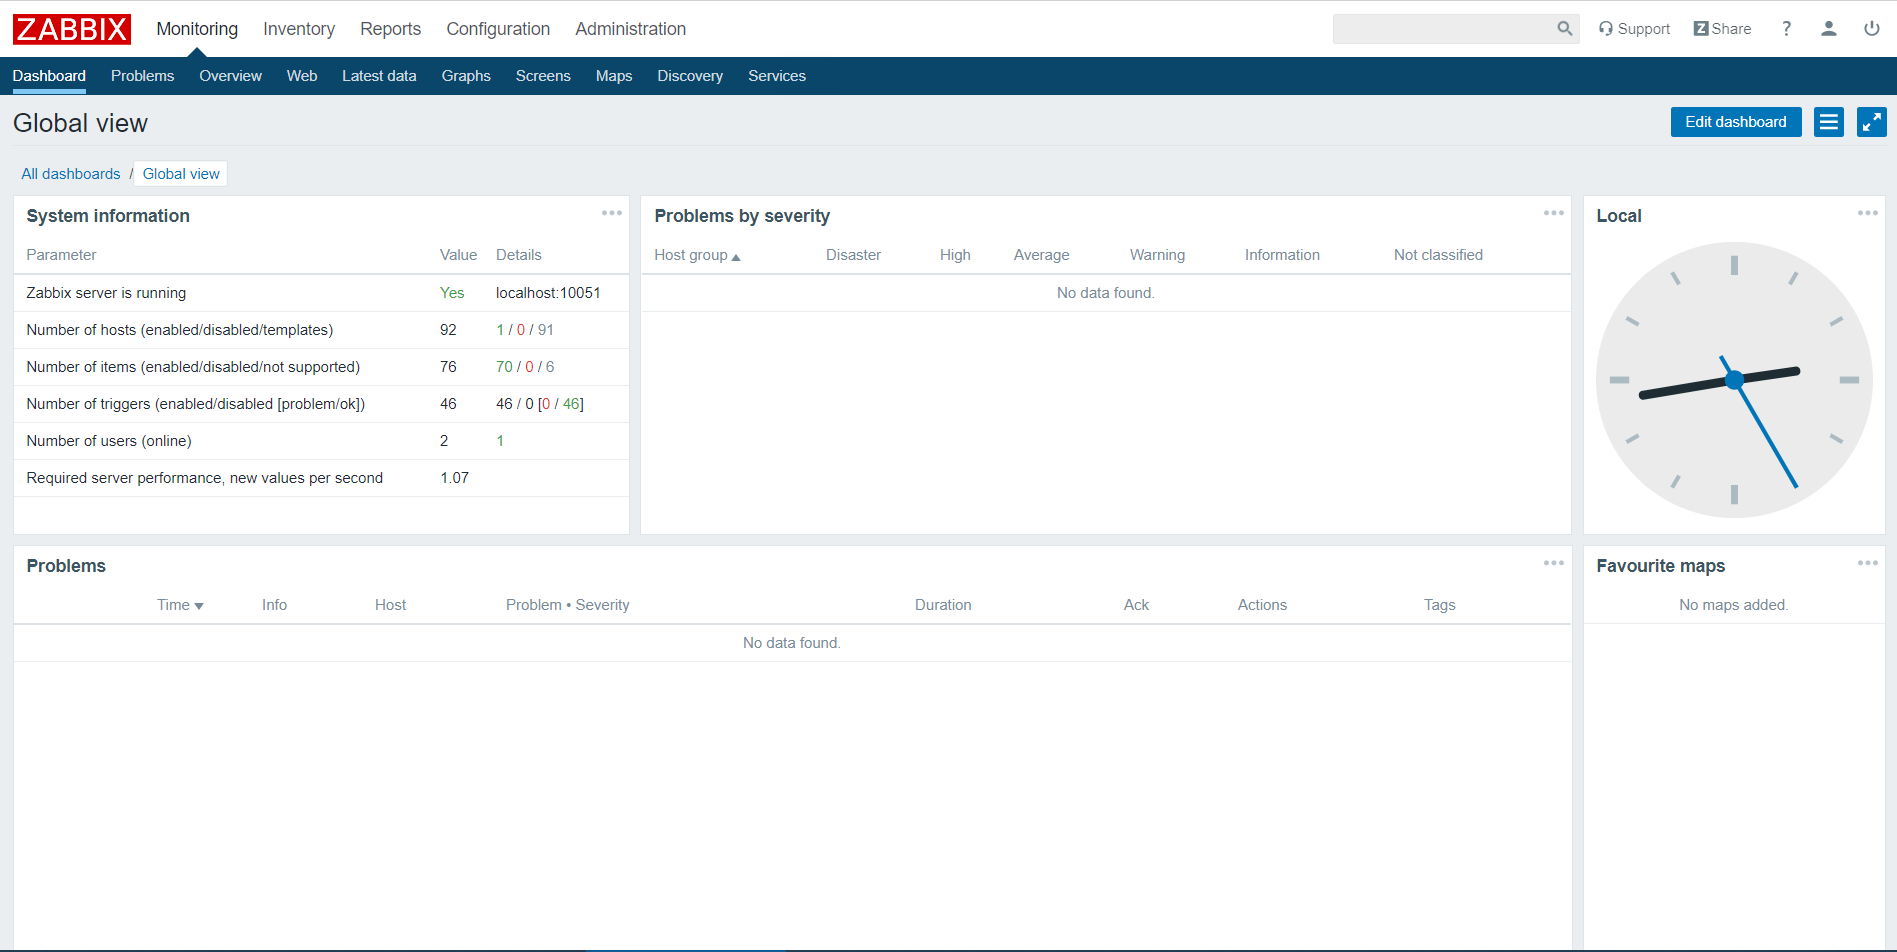 ZABBIX Monitoring Inventory Reports Configuration Administration Support Z Share ?
Dashboard Problems Overview Web Latest data Graphs Screens Maps Discovery Services
Global view Edit dashboard
All dashboards / Global view
System information
Parameter Value Details
Zabbix server is running Yes localhost:10051
Number of hosts (enabled/disabled/templates) 92 1 / 0 / 91
Number of items (enabled/disabled/not supported) 76 70 / 0 / 6
Number of triggers (enabled/disabled [problem/ok]) 46 46 / 0 [0 / 46]
Number of users (online) 2 1
Required server performance, new values per second 1.07
Problems by severity
Host group Disaster High Average Warning Information Not classified
No data found.
Local
Problems
Time Info Host Problem • Severity Duration Ack Actions Tags
No data found.
Favourite maps
No maps added.